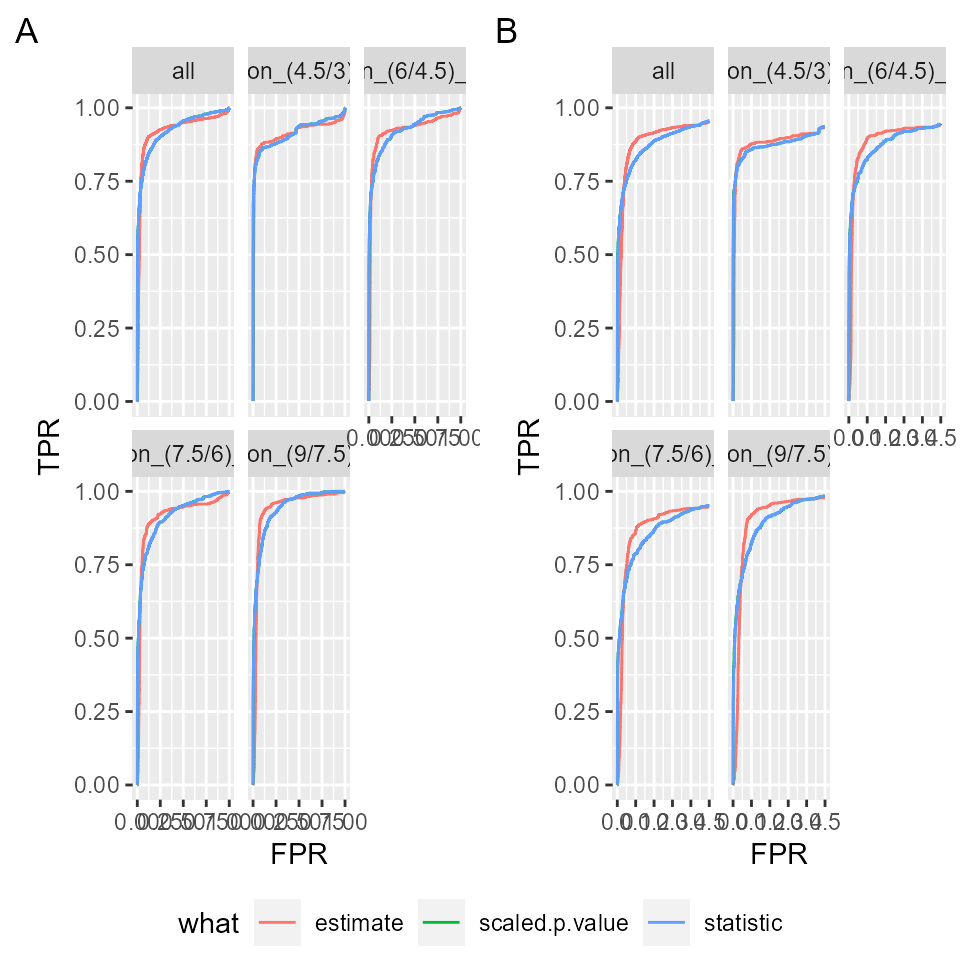 A
B
all
on_(4.5/3)
n_(6/4.5)_
all
on_(4.5/3)
n_(6/4.5)_
1.00
0.75
0.50
0.25
0.00
1.00
0.75
0.50
0.25
0.00
TPR
TPR
on_(7.5/6)_
on_(9/7.5)
on_(7.5/6)_
on_(9/7.5)
1.00
0.75
0.50
0.25
0.00
1.00
0.75
0.50
0.25
0.00
FPR
FPR
what
estimate
scaled.p.value
statistic